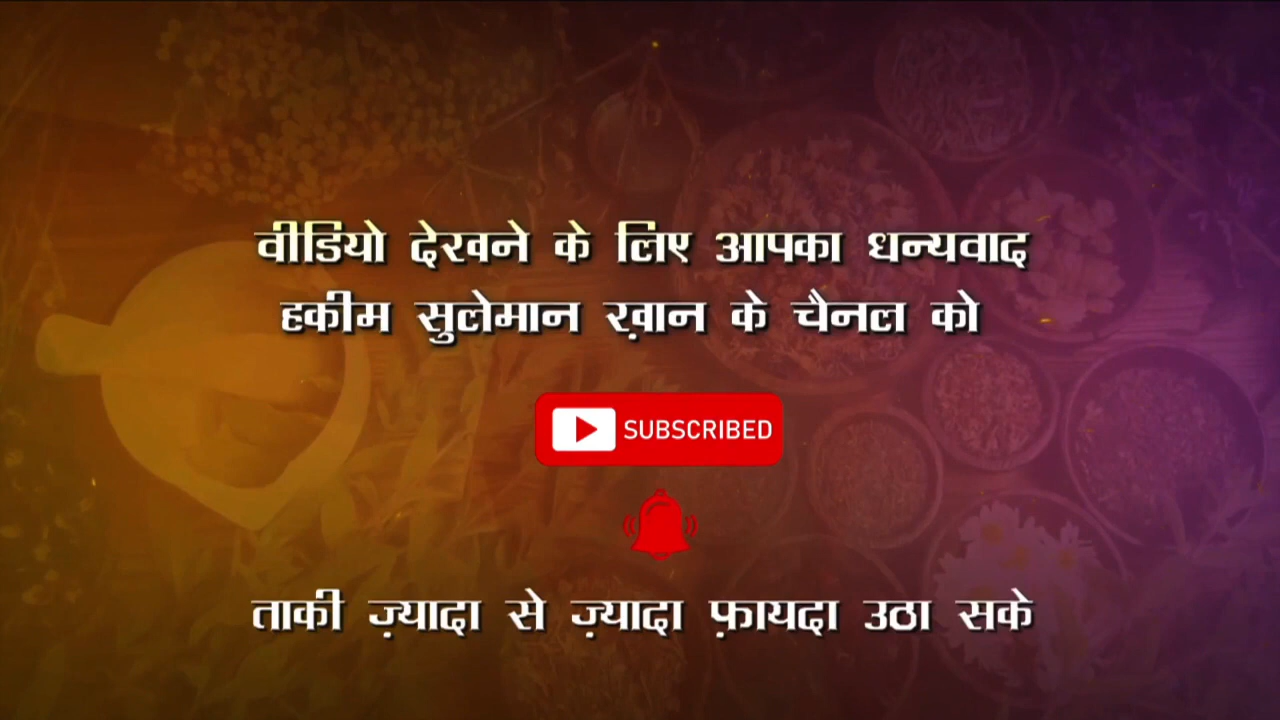 वीडियो देखने के लिए आपका धन्यवाद
हकीम सुलेमान ख़ान के चैनल को
SUBSCRIBED
ताकी ज़्यादा से ज़्यादा फ़ायदा उठा सके